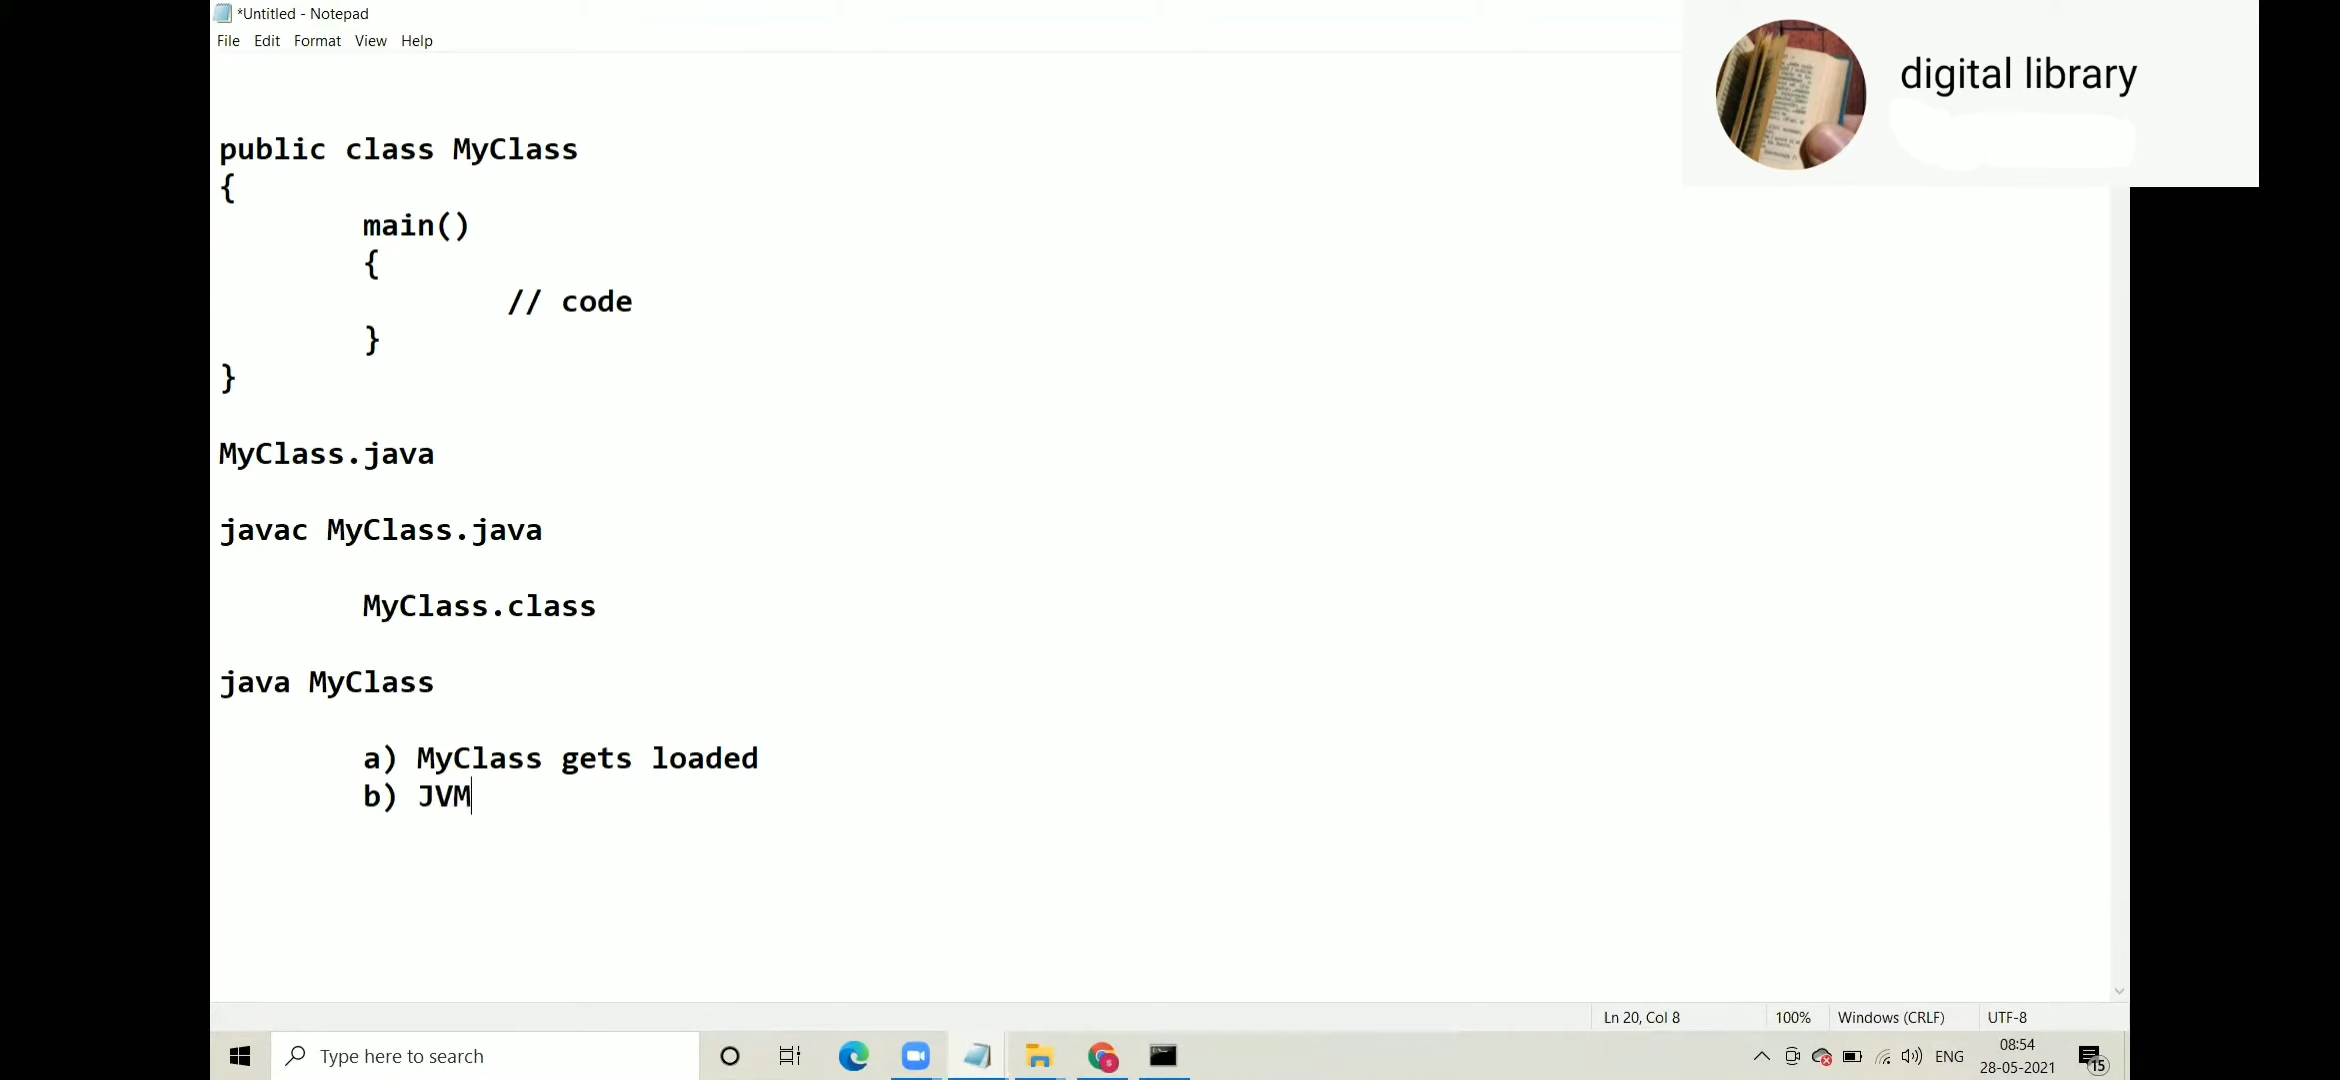 *Untitled - Notepad
File Edit Format View Help
digital library
public class MyClass
{
main()
{
// code
}
}
MyClass.java
javac MyClass.java
MyClass.class
java MyClass
a) MyClass gets loaded
b) JVM
Ln 20, Col 8 100% Windows (CRLF) UTF-8
Type here to search
ENG
08:54
28-05-2021
15